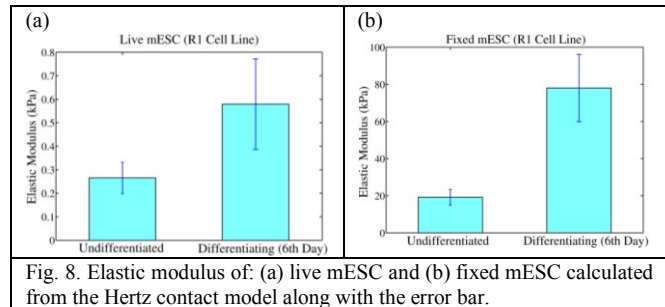 (a)
Live mESC (R1 Cell Line)
Elastic Modulus (kPa)
0.8
0.7
0.6
0.5
0.4
0.3
0.2
0.1
0
Undifferentiated
Differentiating (6th Day)
(b)
Fixed mESC (R1 Cell Line)
Elastic Modulus (kPa)
100
80
60
40
20
0
Undifferentiated
Differentiating (6th Day)
Fig. 8. Elastic modulus of: (a) live mESC and (b) fixed mESC calculated
from the Hertz contact model along with the error bar.